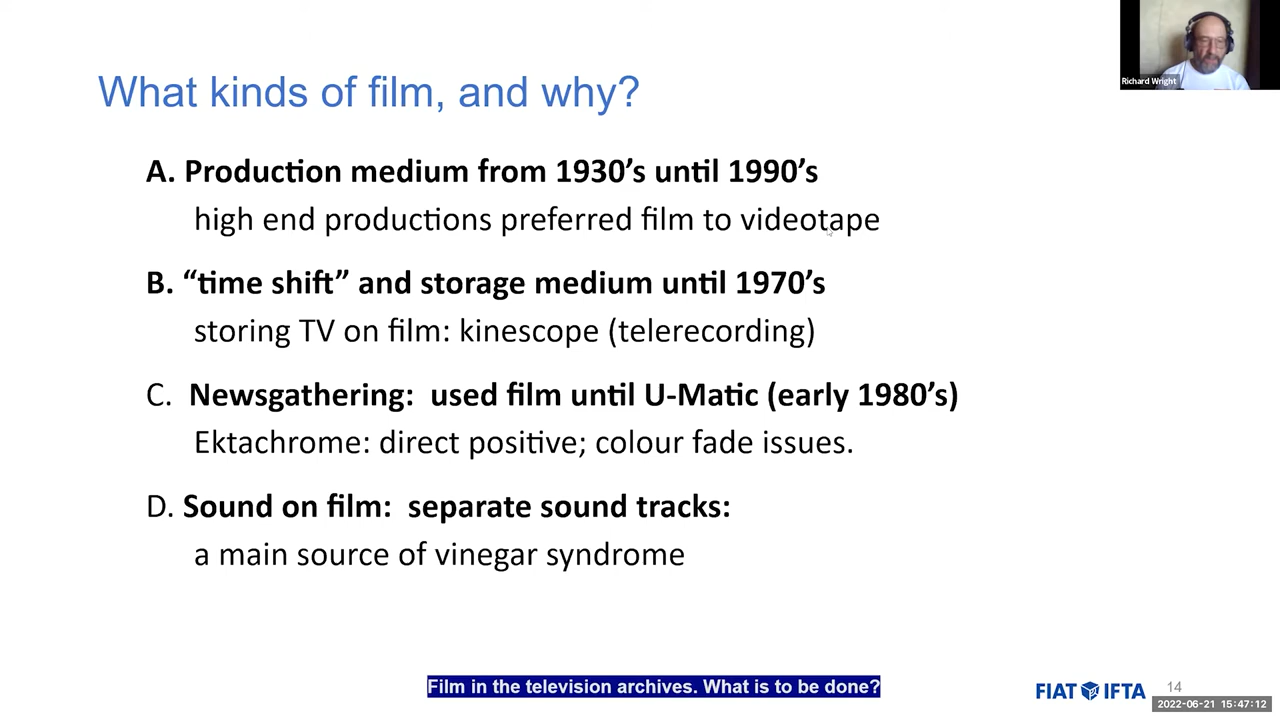 Richard Wright
What kinds of film, and why?
A. Production medium from 1930’s until 1990’s
high end productions preferred film to videotape
B. “time shift” and storage medium until 1970’s
storing TV on film: kinescope (telerecording)
C. Newsgathering: used film until U-Matic (early 1980’s)
Ektachrome: direct positive; colour fade issues.
D. Sound on film: separate sound tracks:
a main source of vinegar syndrome
Film in the television archives. What is to be done?
FIAT IFTA
14
2022-06-21 15:47:12